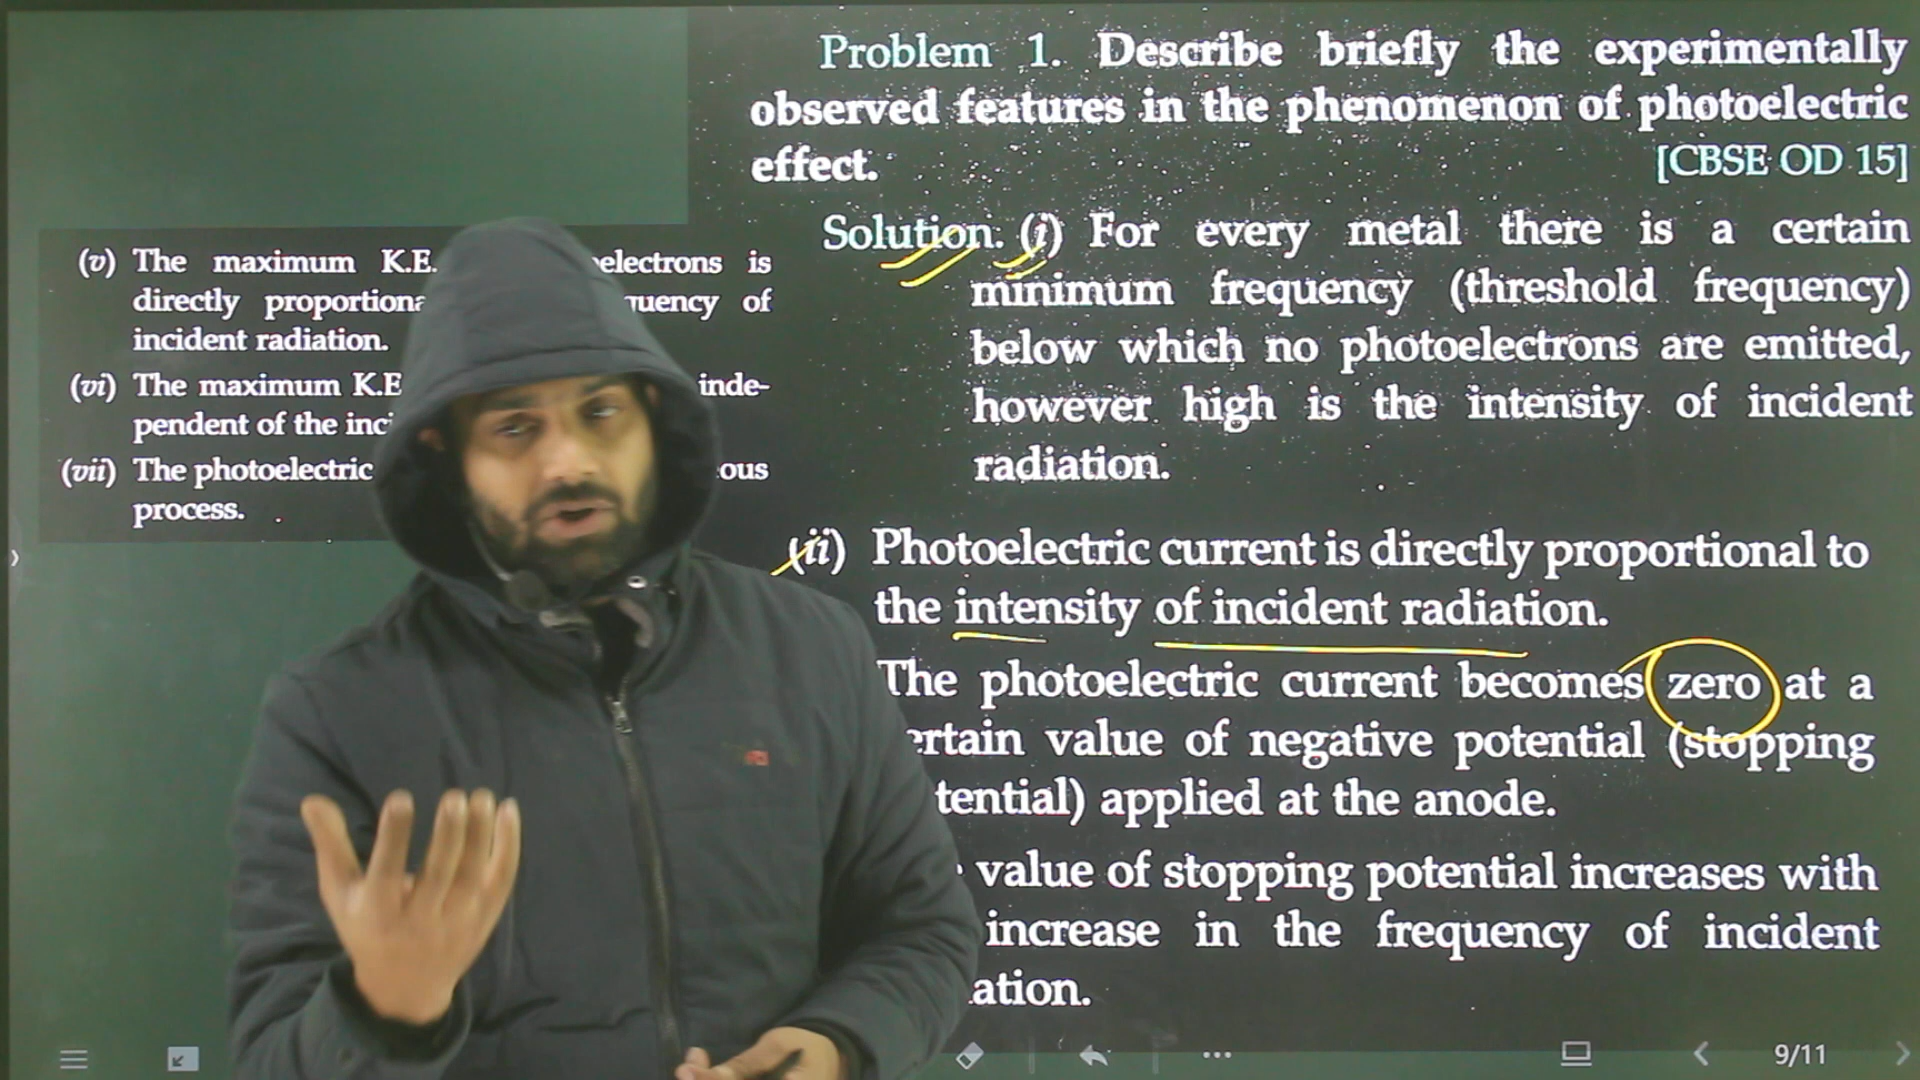 Problem 1. Describe briefly the experimentally
observed features in the phenomenon of photoelectric
effect. [CBSE OD 15]
Solution. (i) For every metal there is a certain
minimum frequency (threshold frequency)
below which no photoelectrons are emitted,
however high is the intensity of incident
radiation.
(ii) Photoelectric current is directly proportional to
the intensity of incident radiation.
The photoelectric current becomes zero at a
value of negative potential (stopping
applied at the anode.
value of stopping potential increases with
increase in the frequency of incident
(v) The maximum K.E. is
directly of
incident radiation.
(vi) The maximum K.E. inde-
pendent of the
(vii) The photoelectric
process.
9/11